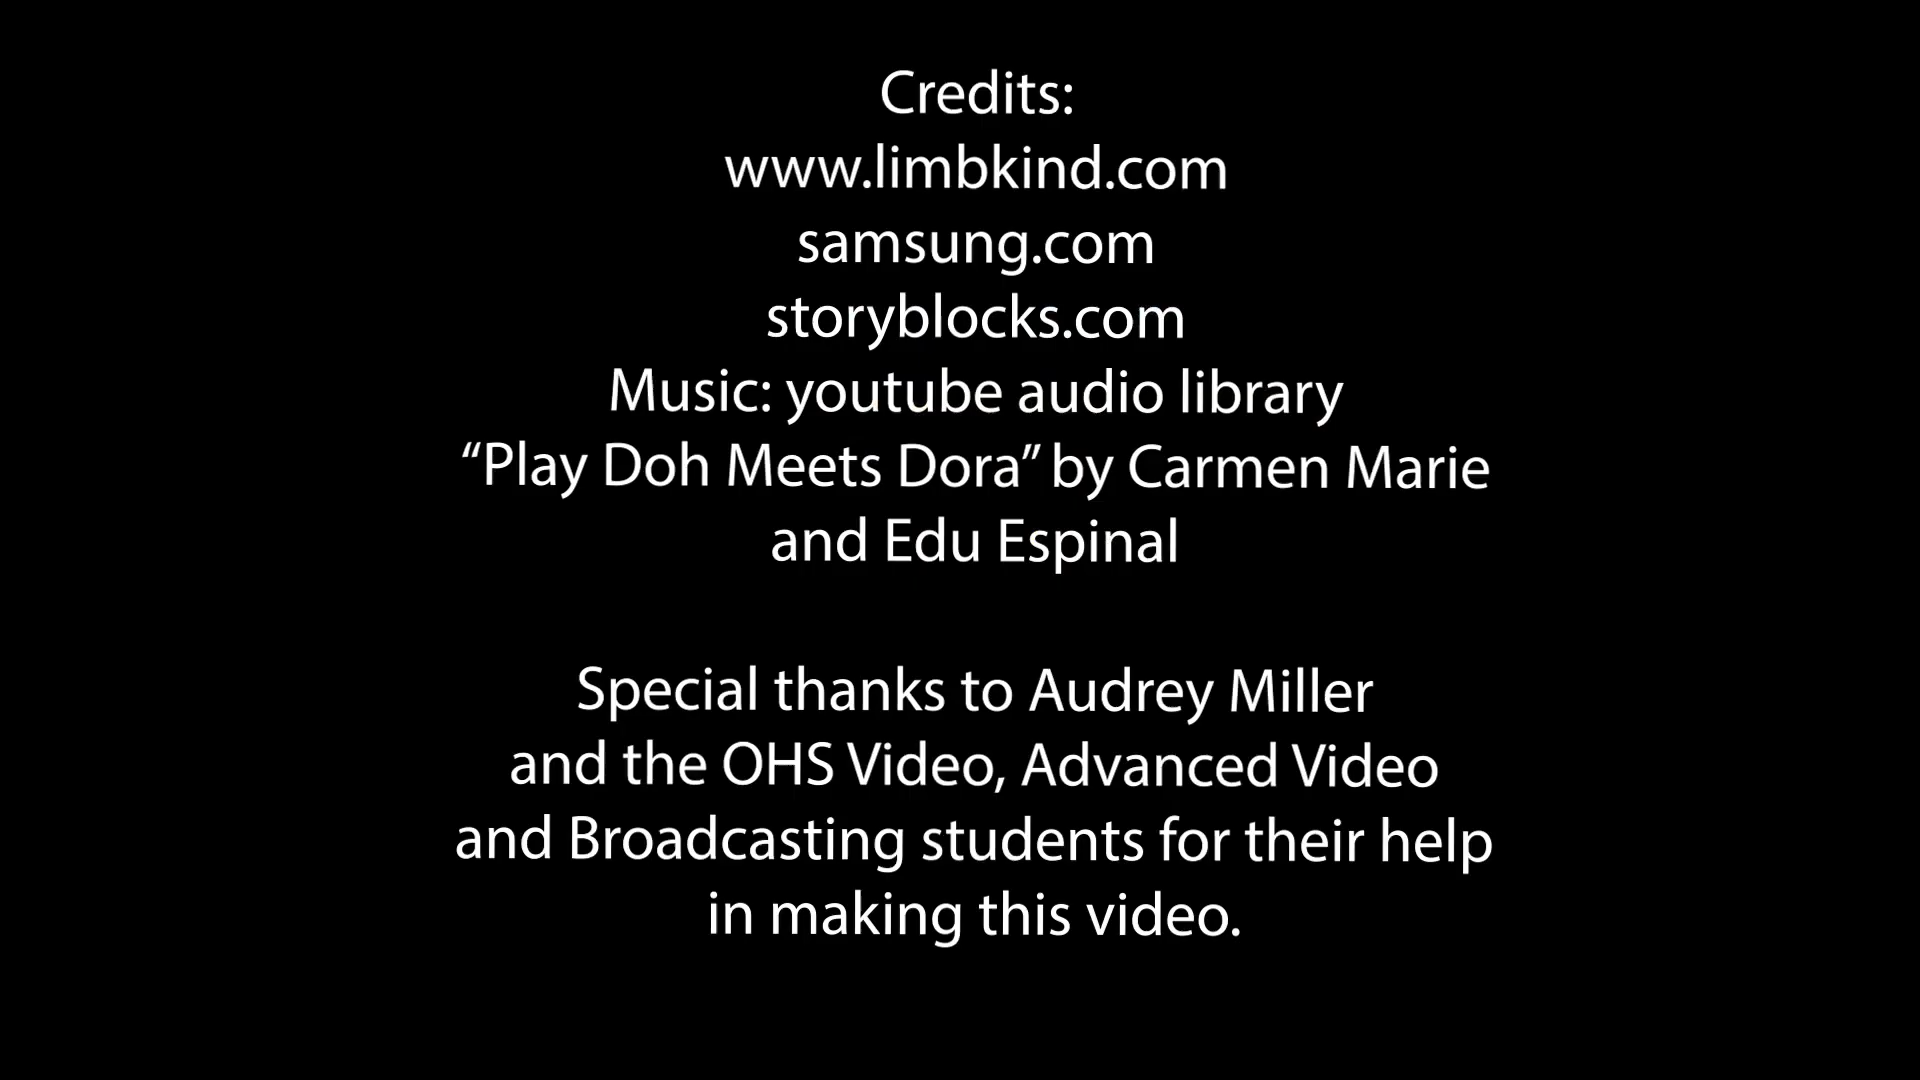 Credits:
www.limbkind.com
samsung.com
storyblocks.com
Music: youtube audio library
“Play Doh Meets Dora” by Carmen Marie
and Edu Espinal
Special thanks to Audrey Miller
and the OHS Video, Advanced Video
and Broadcasting students for their help
in making this video.